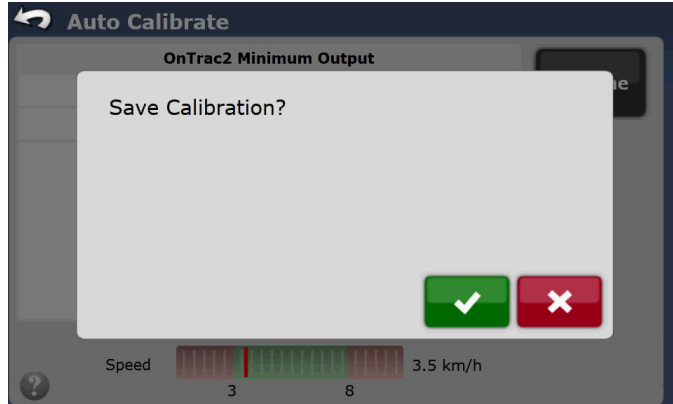 Auto Calibrate
OnTrac2 Minimum Output
Save Calibration?
Speed
3.5 km/h
3
8
?